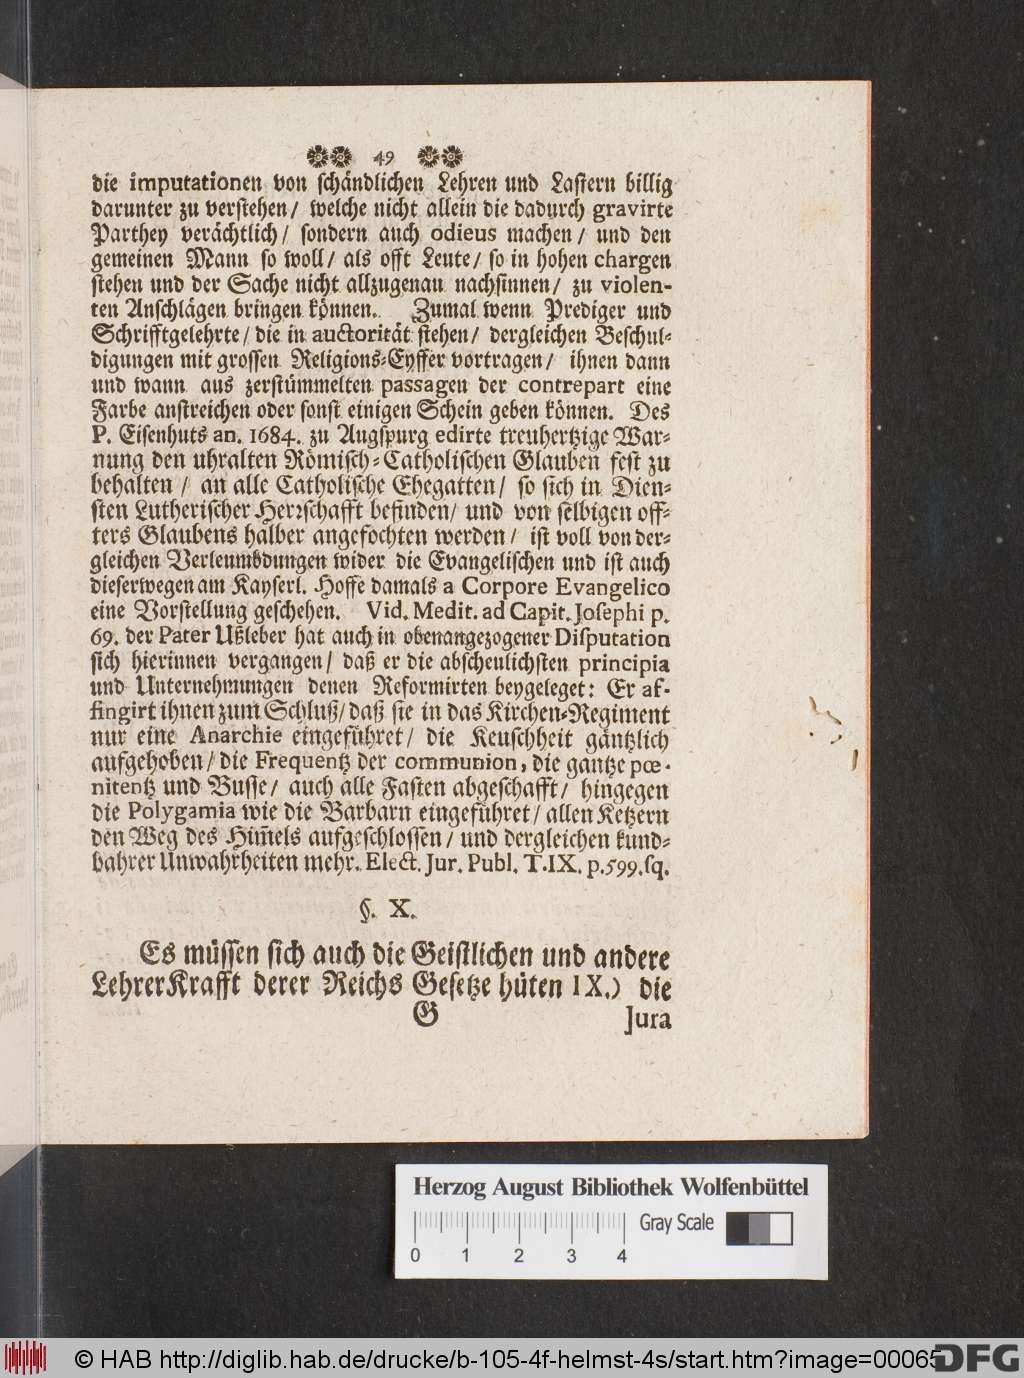 49
die imputationen von schändlichen Lehren und Lastern billig
darunter zu verstehen/ welche nicht allein die dadurch gravirte
Parthey verächtlich/ sondern auch odieus machen/ und den
gemeinen Mann so woll/ als offt Leute/ so in hohen chargen
stehen und der Sache nicht allzugenau nachsinnen/ zu violen-
ten Anschlägen bringen können. Zumal wenn Prediger und
Schrifftgelehrte/ die in auctorität stehen/ dergleichen Beschul-
digungen mit grossen Religions-Eyffer vortragen/ ihnen dann
und wann aus zerstümmelten passagen der contrepart eine
Farbe anstreichen oder sonst einigen Schein geben können. Des
P. Eisenhuts an. 1684. zu Augspurg edirte treuhertzige War-
nung den uhralten Römisch-Catholischen Glauben fest zu
behalten / an alle Catholische Ehegatten/ so sich in Dien-
sten Lutherischer Herrschafft befinden/ und von selbigen off-
ters Glaubens halber angefochten werden/ ist voll von der-
gleichen Verleumbdungen wider die Evangelischen und ist auch
dieserwegen am Kayserl. Hoffe damals a Corpore Evangelico
eine Vorstellung geschehen. Vid. Medit. ad Capit. Josephi p.
69. der Pater Ußleber hat auch in obenangezogener Disputation
sich hierinnen vergangen/ daß er die abscheulichsten principia
und Unternehmungen denen Reformirten beygeleget: Er af-
fingirt ihnen zum Schluß/ daß sie in das Kirchen-Regiment
nur eine Anarchie eingeführet/ die Keuschheit gäntzlich
aufgehoben/ die Frequentz der communion, die gantze pœ-
nitentz und Busse/ auch alle Fasten abgeschafft/ hingegen
die Polygamia wie die Barbarn eingeführet/ allen Ketzern
den Weg des Him̃els aufgeschlossen/ und dergleichen kund-
bahrer Unwahrheiten mehr. Elect. Jur. Publ. T.IX. p. 599. sq.
§. X.
Es müssen sich auch die Geistlichen und andere
Lehrer Krafft derer Reichs Gesetze hüten IX.) die
G Jura
Herzog August Bibliothek Wolfenbüttel
Gray Scale
0 1 2 3 4
© HAB http://diglib.hab.de/drucke/b-105-4f-helmst-4s/start.htm?image=00065
DFG